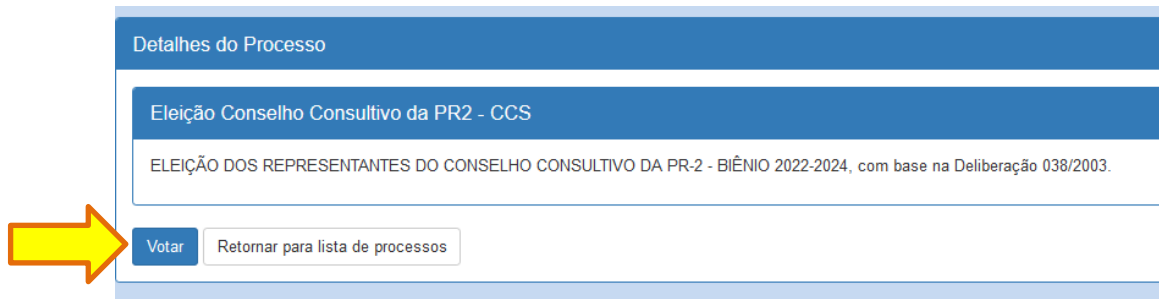 Detalhes do Processo
Eleição Conselho Consultivo da PR2 - CCS
ELEIÇÃO DOS REPRESENTANTES DO CONSELHO CONSULTIVO DA PR-2 - BIÊNIO 2022-2024, com base na Deliberação 038/2003.
Votar Retornar para lista de processos